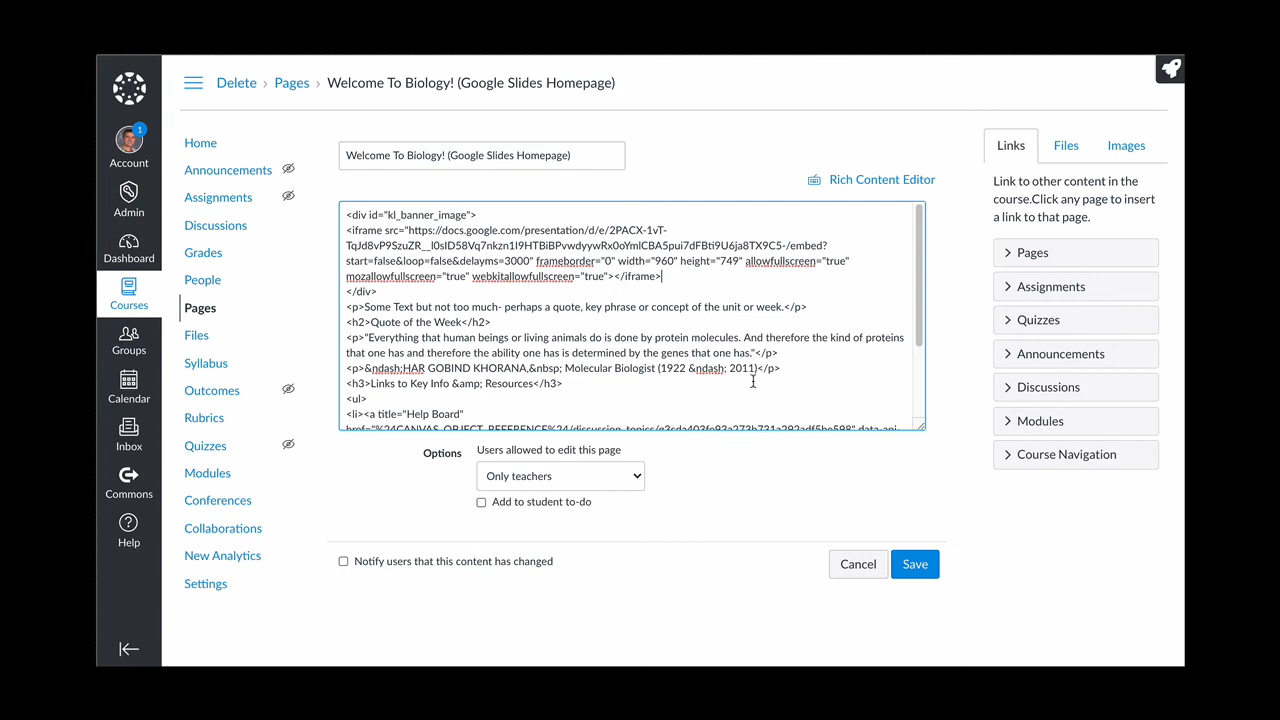 Delete > Pages > Welcome To Biology! (Google Slides Homepage)
1
Account
Admin
Dashboard
Courses
Groups
Calendar
Inbox
Commons
Help
Home
Announcements
Assignments
Discussions
Grades
People
Pages
Files
Syllabus
Outcomes
Rubrics
Quizzes
Modules
Conferences
Collaborations
New Analytics
Settings
Welcome To Biology! (Google Slides Homepage)
Rich Content Editor
<div id="kl_banner_image">
<iframe src="https://docs.google.com/presentation/d/e/2PACX-1vT-
TqJd8vP9SzuZR__l0sID58Vq7nkzn1I9HTBiBPvwdyywRx0oYmlCBA5pui7dFBti9U6ja8TX9C5-/embed?
start=false&loop=false&delayms=3000" frameborder="0" width="960" height="749" allowfullscreen="true"
mozallowfullscreen="true" webkitallowfullscreen="true"></iframe>
</div>
<p>Some Text but not too much- perhaps a quote, key phrase or concept of the unit or week.</p>
<h2>Quote of the Week</h2>
<p>"Everything that human beings or living animals do is done by protein molecules. And therefore the kind of proteins
that one has and therefore the ability one has is determined by the genes that one has."</p>
<p>&ndash;HAR GOBIND KHORANA,&nbsp; Molecular Biologist (1922 &ndash; 2011)</p>
<h3>Links to Key Info &amp; Resources</h3>
<ul>
<li><a title="Help Board"
Options
Users allowed to edit this page
Only teachers
Add to student to-do
Notify users that this content has changed
Cancel
Save
Links
Files
Images
Link to other content in the
course.Click any page to insert
a link to that page.
Pages
Assignments
Quizzes
Announcements
Discussions
Modules
Course Navigation